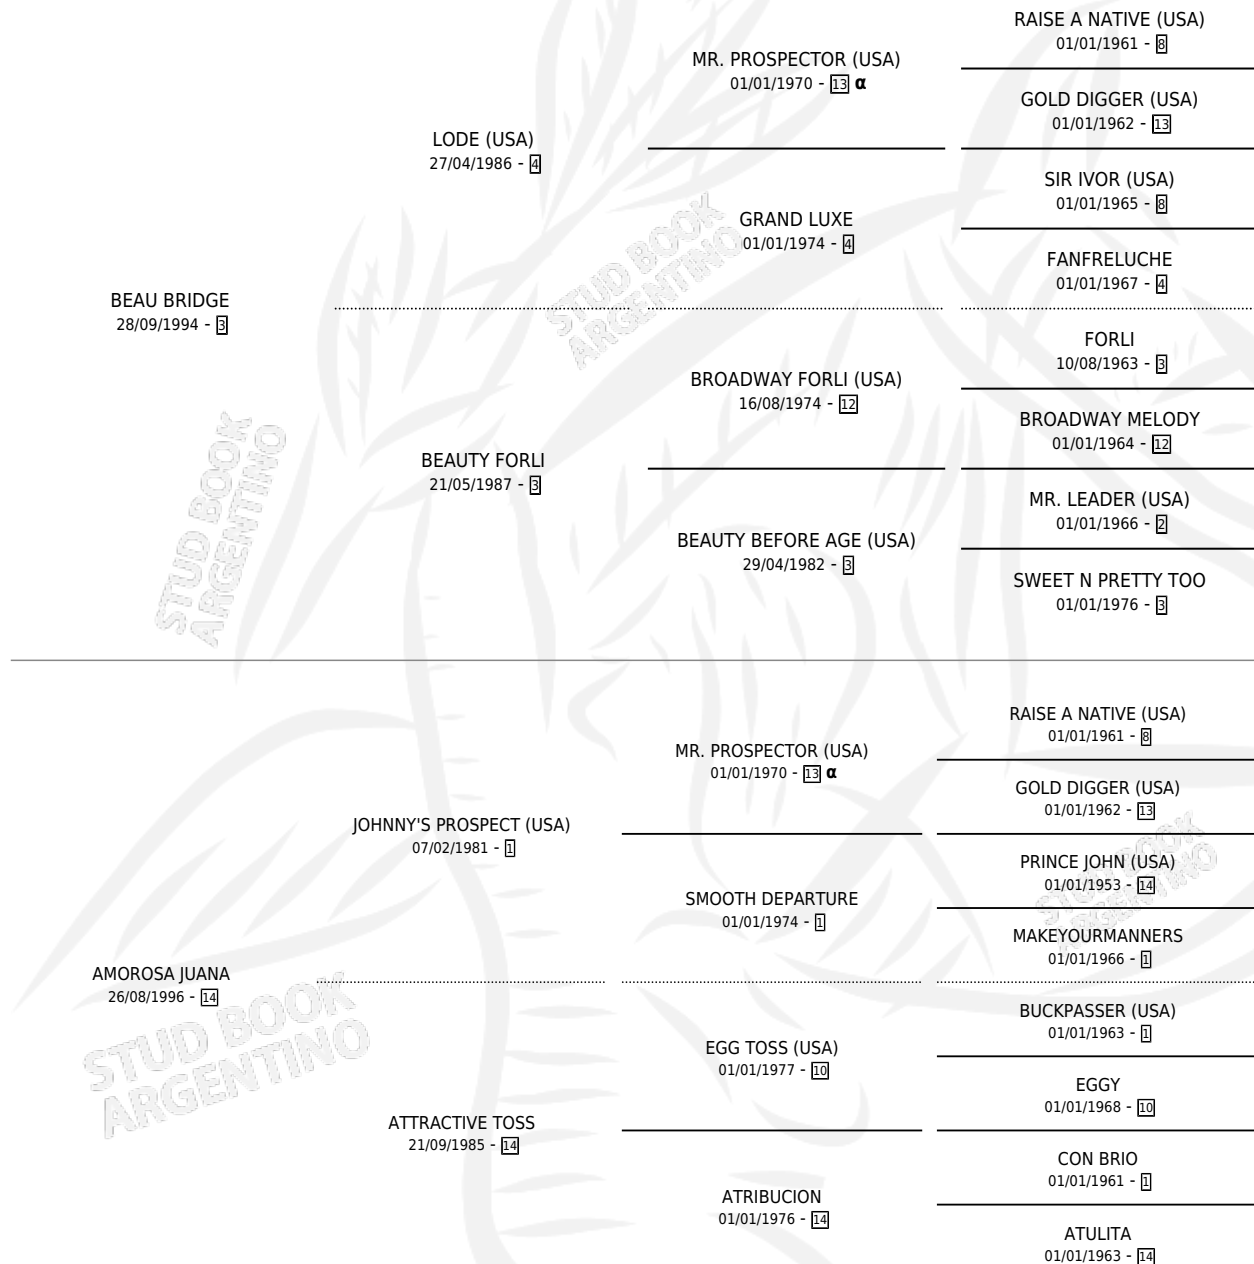 RAISE A NATIVE (USA)
01/01/1961 - 8
MR. PROSPECTOR (USA)
01/01/1970 - 13 α
GOLD DIGGER (USA)
01/01/1962 - 13
LODE (USA)
27/04/1986 - 4
SIR IVOR (USA)
01/01/1965 - 8
GRAND LUXE
01/01/1974 - 4
FANFRELUCHE
01/01/1967 - 4
BEAU BRIDGE
28/09/1994 - 3
FORLI
10/08/1963 - 3
BROADWAY FORLI (USA)
16/08/1974 - 12
BROADWAY MELODY
01/01/1964 - 12
BEAUTY FORLI
21/05/1987 - 3
MR. LEADER (USA)
01/01/1966 - 2
BEAUTY BEFORE AGE (USA)
29/04/1982 - 3
SWEET N PRETTY TOO
01/01/1976 - 3
RAISE A NATIVE (USA)
01/01/1961 - 8
MR. PROSPECTOR (USA)
01/01/1970 - 13 α
GOLD DIGGER (USA)
01/01/1962 - 13
JOHNNY'S PROSPECT (USA)
07/02/1981 - 1
PRINCE JOHN (USA)
01/01/1953 - 14
SMOOTH DEPARTURE
01/01/1974 - 1
MAKEYOURMANNERS
01/01/1966 - 1
AMOROSA JUANA
26/08/1996 - 14
BUCKPASSER (USA)
01/01/1963 - 1
EGG TOSS (USA)
01/01/1977 - 10
EGGY
01/01/1968 - 10
ATTRACTIVE TOSS
21/09/1985 - 14
CON BRIO
01/01/1961 - 1
ATRIBUCION
01/01/1976 - 14
ATULITA
01/01/1963 - 14
STUD BOOK
ARGENTINO
STUD BOOK
ARGENTINO
STUD BOOK
ARGENTINO
STUD BOOK
ARGENTINO